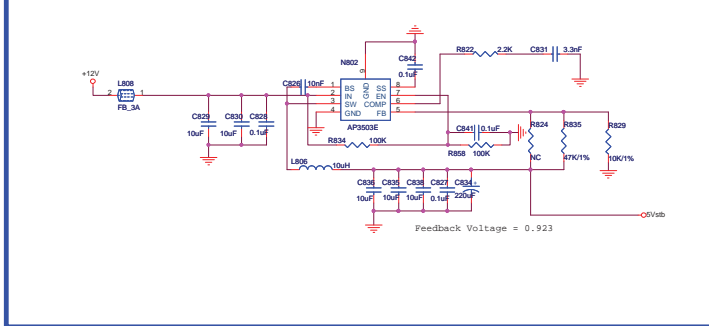 +12V
L808
2
1
FB_3A
C829
10uF
C830
10uF
C828
0.1uF
C826
10nF
N802
9
GND
1
BS
2
IN
3
SW
4
GND
SS
8
EN
7
COMP
6
FB
5
AP3503E
C842
0.1uF
R822
2.2K
C831
3.3nF
R834
100K
C841
0.1uF
R858
100K
R824
NC
R835
47K/1%
R829
10K/1%
L806
10uH
C836
10uF
C835
10uF
C838
10uF
C827
0.1uF
C834
+
220uF
5Vstb
Feedback Voltage = 0.923